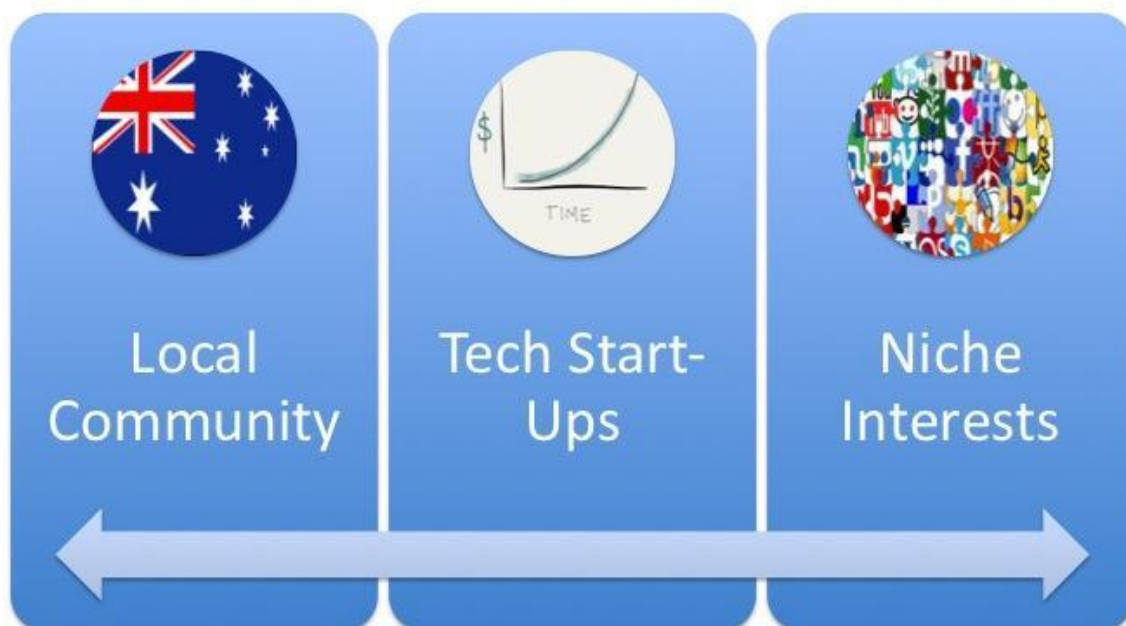 $
TIME
Local
Community
Tech Start-
Ups
Niche
Interests